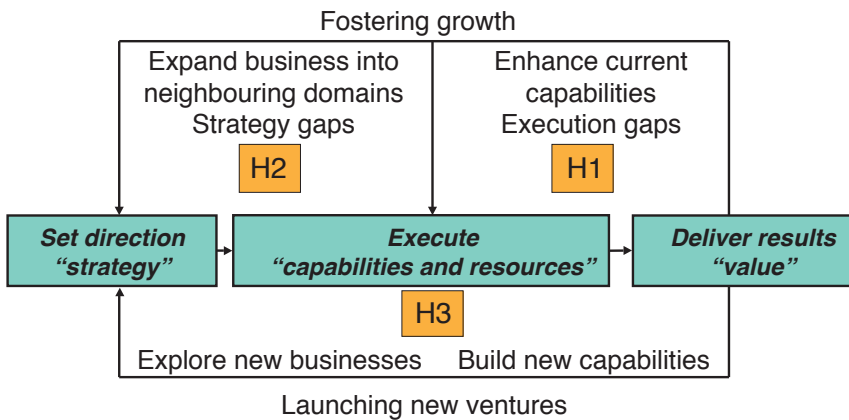 Fostering growth
Expand business into
neighbouring domains
Strategy gaps
H2
Enhance current
capabilities
Execution gaps
H1
Set direction
“strategy”
Execute
“capabilities and resources”
Deliver results
“value”
H3
Explore new businesses
Build new capabilities
Launching new ventures